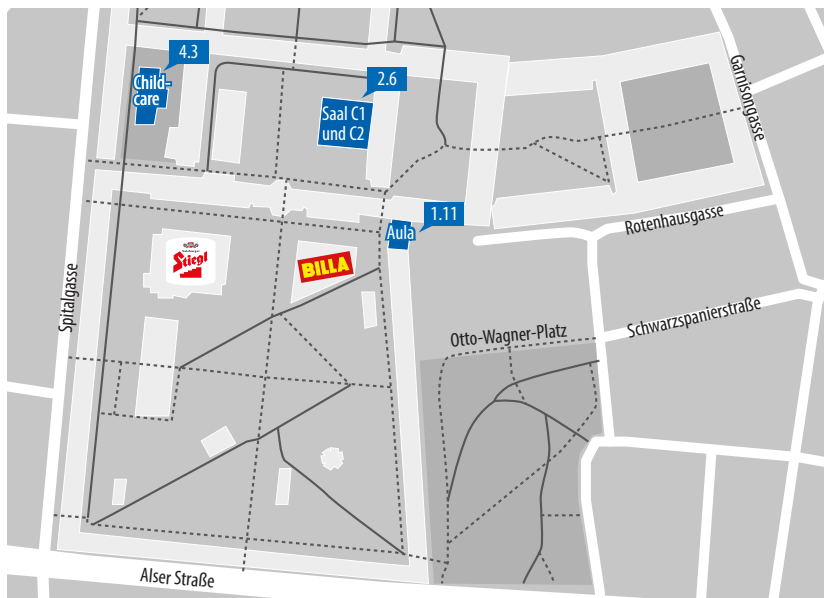 4.3
Child-
care
2.6
Saal C1
und C2
Garnisongasse
1.11
Aula
Rotenhausgasse
Stiegl
BILLA
Spitalgasse
Otto-Wagner-Platz
Schwarzspanierstraße
Alser Straße